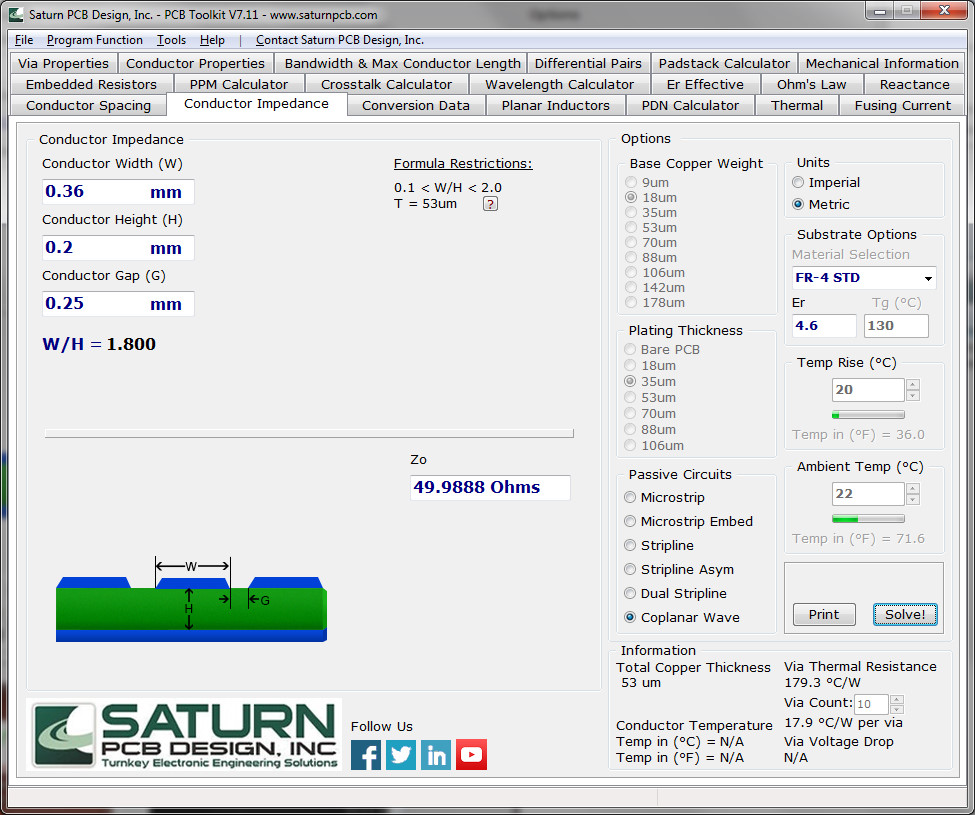 Saturn PCB Design, Inc. - PCB Toolkit V7.11 - www.saturnpcb.com
File Program Function Tools Help | Contact Saturn PCB Design, Inc.
Via Properties Conductor Properties Bandwidth & Max Conductor Length Differential Pairs Padstack Calculator Mechanical Information
Embedded Resistors PPM Calculator Crosstalk Calculator Wavelength Calculator Er Effective Ohm's Law Reactance
Conductor Spacing Conductor Impedance Conversion Data Planar Inductors PDN Calculator Thermal Fusing Current
Conductor Impedance
Conductor Width (W)
0.36 mm
Conductor Height (H)
0.2 mm
Conductor Gap (G)
0.25 mm
W/H = 1.800
Formula Restrictions:
0.1 < W/H < 2.0
T = 53um ?
Zo
49.9888 Ohms
W
H
G
Options
Base Copper Weight
9um
18um
35um
53um
70um
88um
106um
142um
178um
Plating Thickness
Bare PCB
18um
35um
53um
70um
88um
106um
Passive Circuits
Microstrip
Microstrip Embed
Stripline
Stripline Asym
Dual Stripline
Coplanar Wave
Units
Imperial
Metric
Substrate Options
Material Selection
FR-4 STD
Er Tg (°C)
4.6 130
Temp Rise (°C)
20
Temp in (°F) = 36.0
Ambient Temp (°C)
22
Temp in (°F) = 71.6
Print Solve!
Information
Total Copper Thickness
53 um
Conductor Temperature
Temp in (°C) = N/A
Temp in (°F) = N/A
Via Thermal Resistance
179.3 °C/W
Via Count: 10
17.9 °C/W per via
Via Voltage Drop
N/A
SATURN
PCB DESIGN, INC
Turnkey Electronic Engineering Solutions
Follow Us